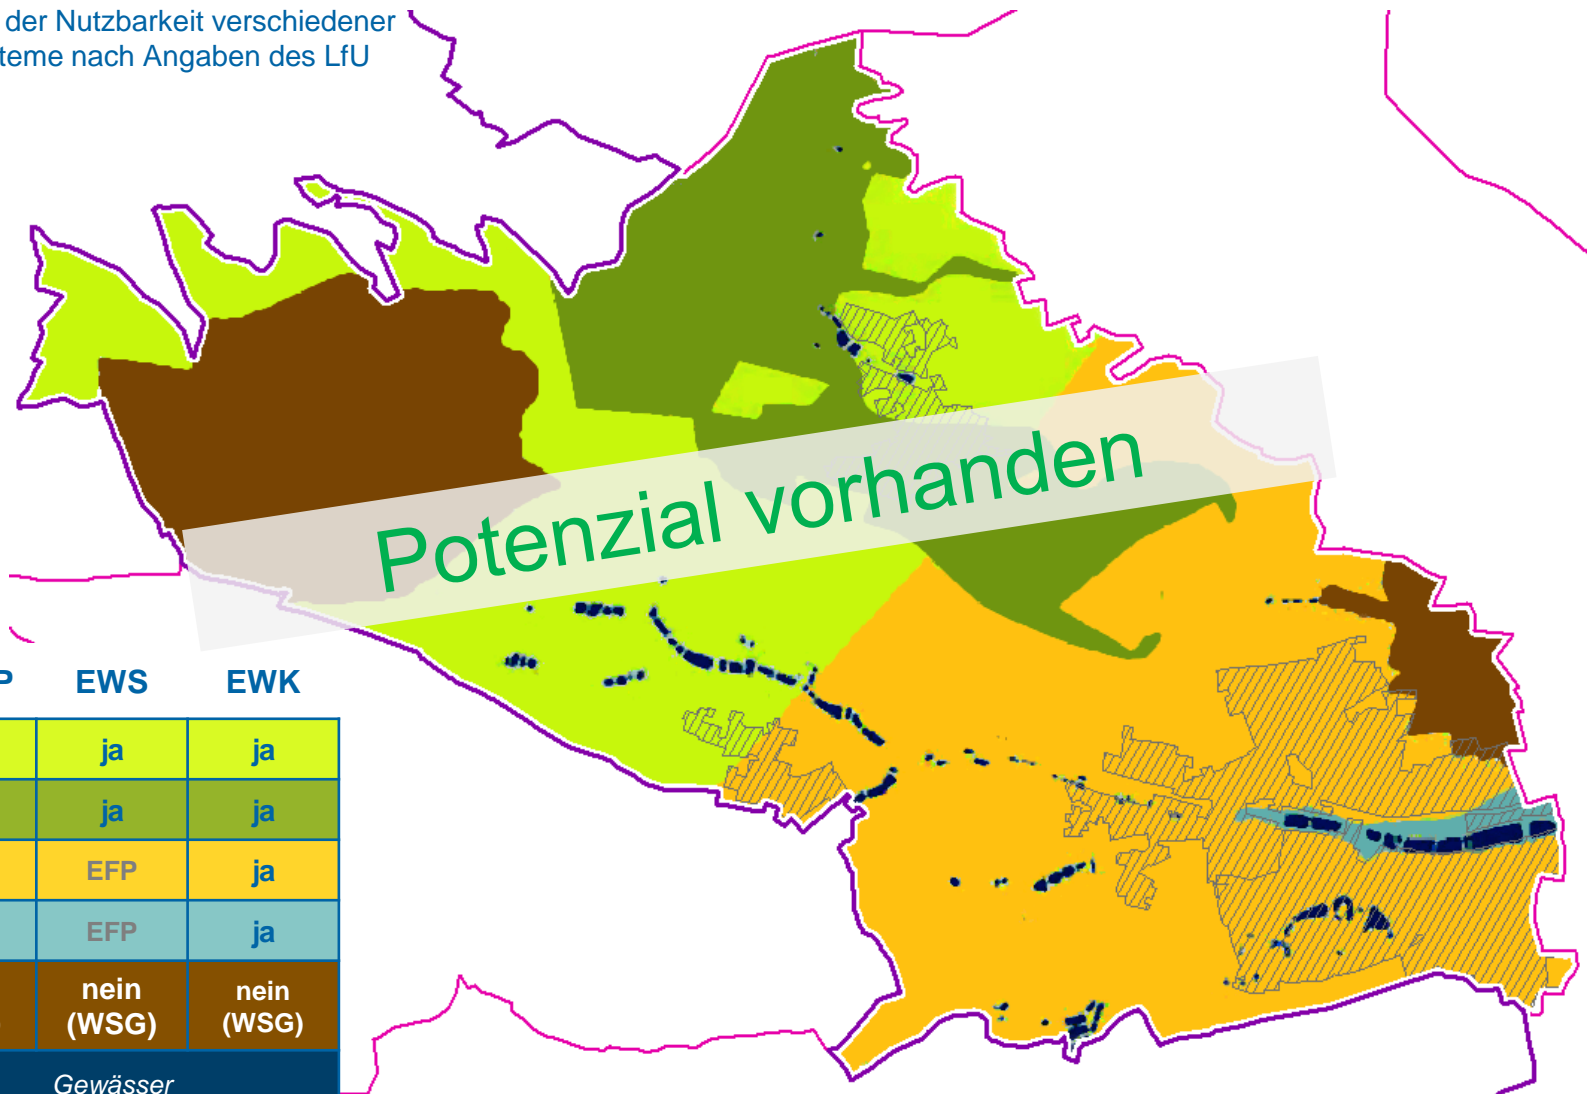 der Nutzbarkeit verschiedener
teme nach Angaben des LfU
Potenzial vorhanden
P EWS EWK
ja ja
ja ja
EFP ja
EFP ja
nein nein
(WSG) (WSG)
Gewässer